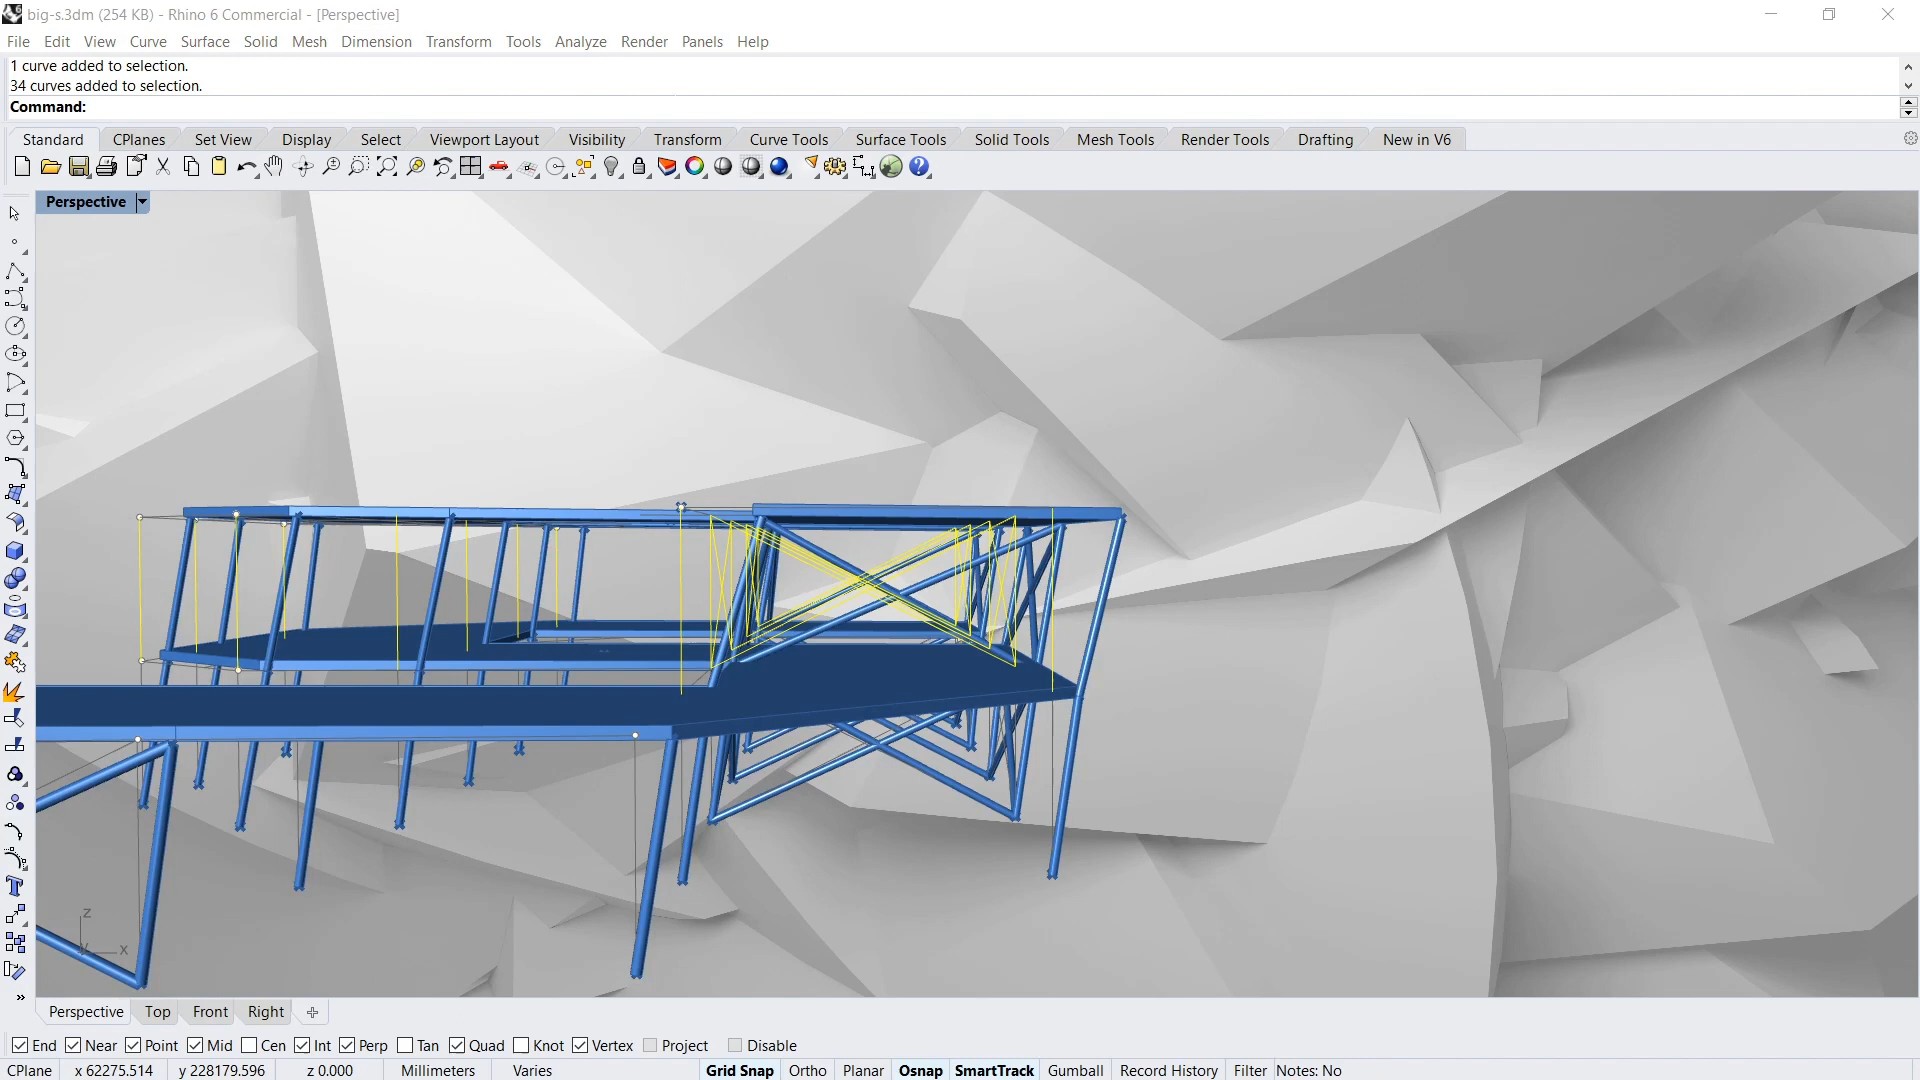 big-s.3dm (254 KB) - Rhino 6 Commercial - [Perspective]
File Edit View Curve Surface Solid Mesh Dimension Transform Tools Analyze Render Panels Help
1 curve added to selection.
34 curves added to selection.
Command:
Standard CPlanes Set View Display Select Viewport Layout Visibility Transform Curve Tools Surface Tools Solid Tools Mesh Tools Render Tools Drafting New in V6
Perspective
z
y x
Perspective Top Front Right
End Near Point Mid Cen Int Perp Tan Quad Knot Vertex Project Disable
CPlane x 62275.514 y 228179.596 z 0.000 Millimeters Varies Grid Snap Ortho Planar Osnap SmartTrack Gumball Record History Filter Notes: No